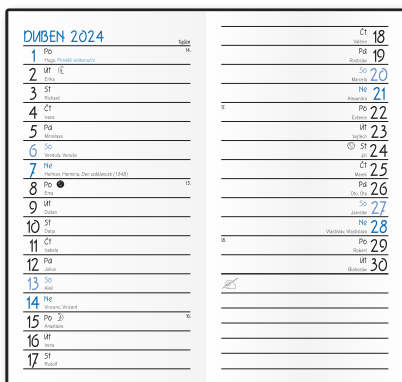 DUBEN 2024
Týden
1 Po 14.
Hugo, Pondělí velikonoční
2 Út
Erika
3 St
Richard
4 Čt
Ivana
5 Pá
Miroslava
6 So
Vendula, Venuše
7 Ne
Heřman, Hermína, Den vzdělanosti (1348)
8 Po 15.
Ema
9 Út
Dušan
10 St
Darja
11 Čt
Izabela
12 Pá
Julius
13 So
Aleš
14 Ne
Vincenc, Vincent
15 Po 16.
Anastázie
16 Út
Irena
17 St
Rudolf
Čt 18
Valérie
Pá 19
Rostislav
So 20
Marcela
Ne 21
Alexandra
17. Po 22
Evženie
Út 23
Vojtěch
St 24
Jiří
Čt 25
Marek
Pá 26
Oto, Ota
So 27
Jaroslav
Ne 28
Vlastislav, Vlastislava
18. Po 29
Robert
Út 30
Blahoslav